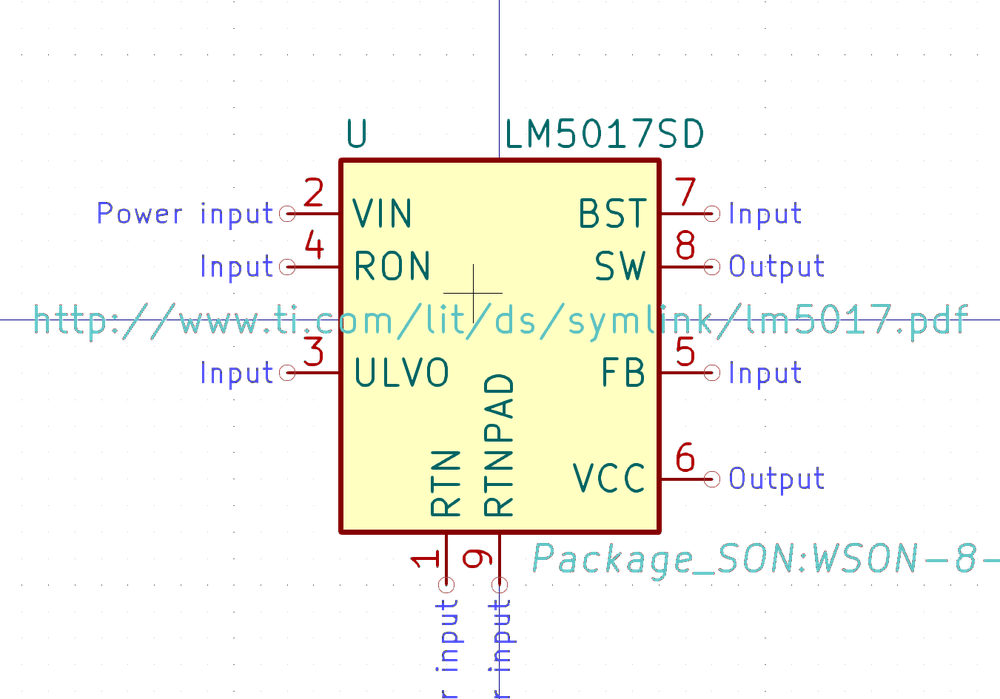 U LM5017SD
Power input 2 VIN BST 7 Input
Input 4 RON SW 8 Output
http://www.ti.com/lit/ds/symlink/lm5017.pdf
Input 3 ULVO FB 5 Input
VCC 6 Output
RTN RTNPAD
1 9
Package_SON:WSON-8-
r input r input